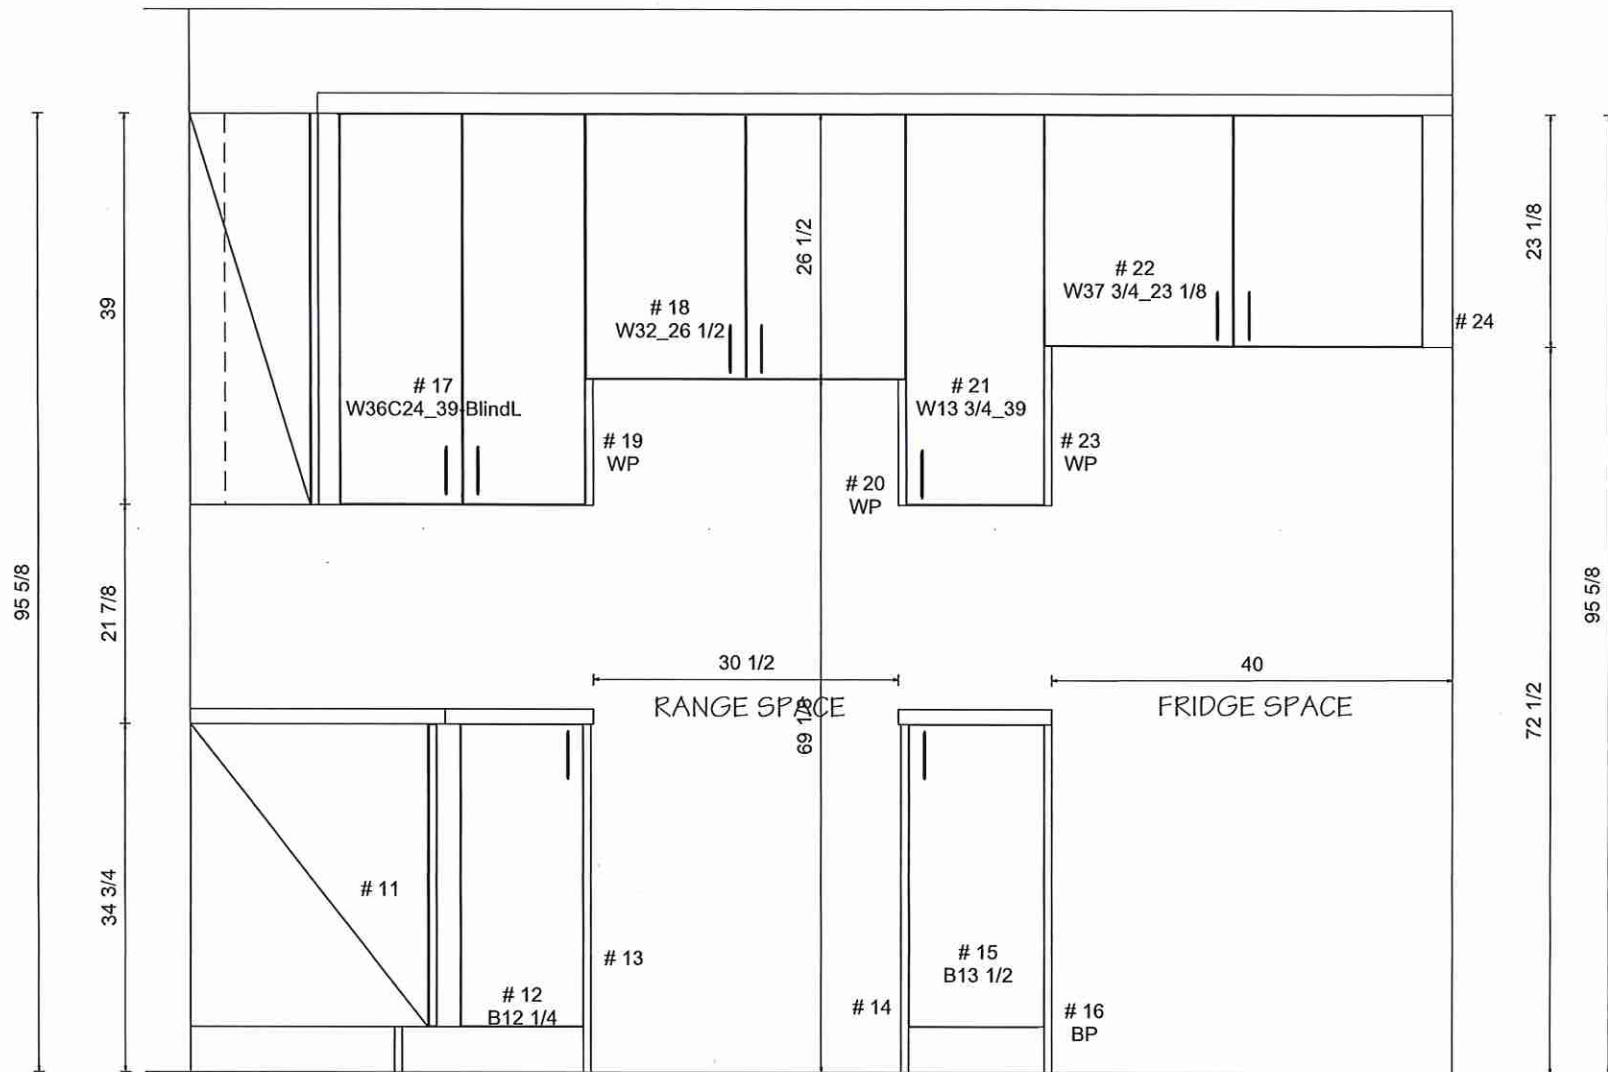 95 5/8
39
21 7/8
34 3/4
# 17
W36C24_39-BlindL
# 18
W32_26 1/2
26 1/2
# 19
WP
# 20
WP
# 21
W13 3/4_39
# 22
W37 3/4_23 1/8
# 23
WP
# 24
23 1/8
72 1/2
95 5/8
30 1/2
RANGE SPACE
69 1/8
40
FRIDGE SPACE
# 11
# 12
B12 1/4
# 13
# 14
# 15
B13 1/2
# 16
BP